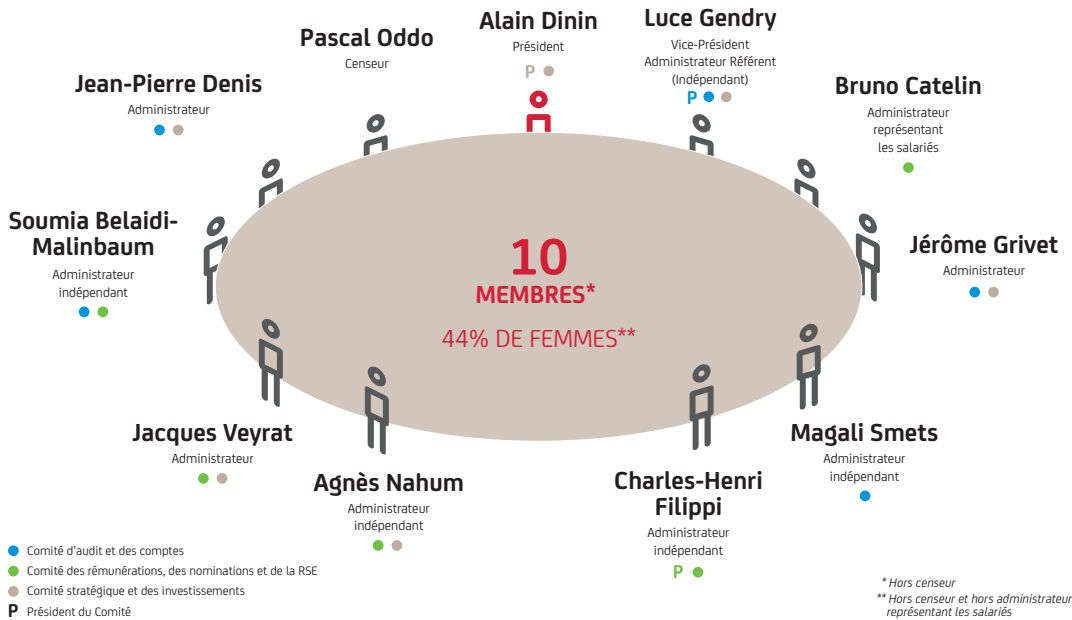 Alain Dinin
Président
P
Luce Gendry
Vice-Président
Administrateur Référent
(Indépendant)
P
Pascal Oddo
Censeur
Bruno Catelin
Administrateur
représentant
les salariés
Jean-Pierre Denis
Administrateur
Soumia Belaidi-
Malinbaum
Administrateur
indépendant
10
MEMBRES*
44% DE FEMMES**
Jérôme Grivet
Administrateur
Jacques Veyrat
Administrateur
Agnès Nahum
Administrateur
indépendant
Charles-Henri
Filippi
Administrateur
indépendant
P
Magali Smets
Administrateur
indépendant
Comité d'audit et des comptes
Comité des rémunérations, des nominations et de la RSE
Comité stratégique et des investissements
P Président du Comité
* Hors censeur
** Hors censeur et hors administrateur
représentant les salariés